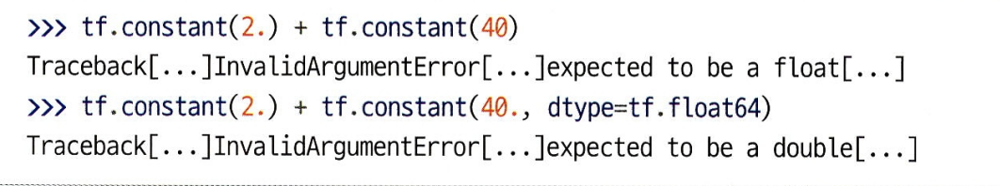 >>> tf.constant(2.) + tf.constant(40)
Traceback[...]InvalidArgumentError[...]expected to be a float[...]
>>> tf.constant(2.) + tf.constant(40., dtype=tf.float64)
Traceback[...]InvalidArgumentError[...]expected to be a double[...]